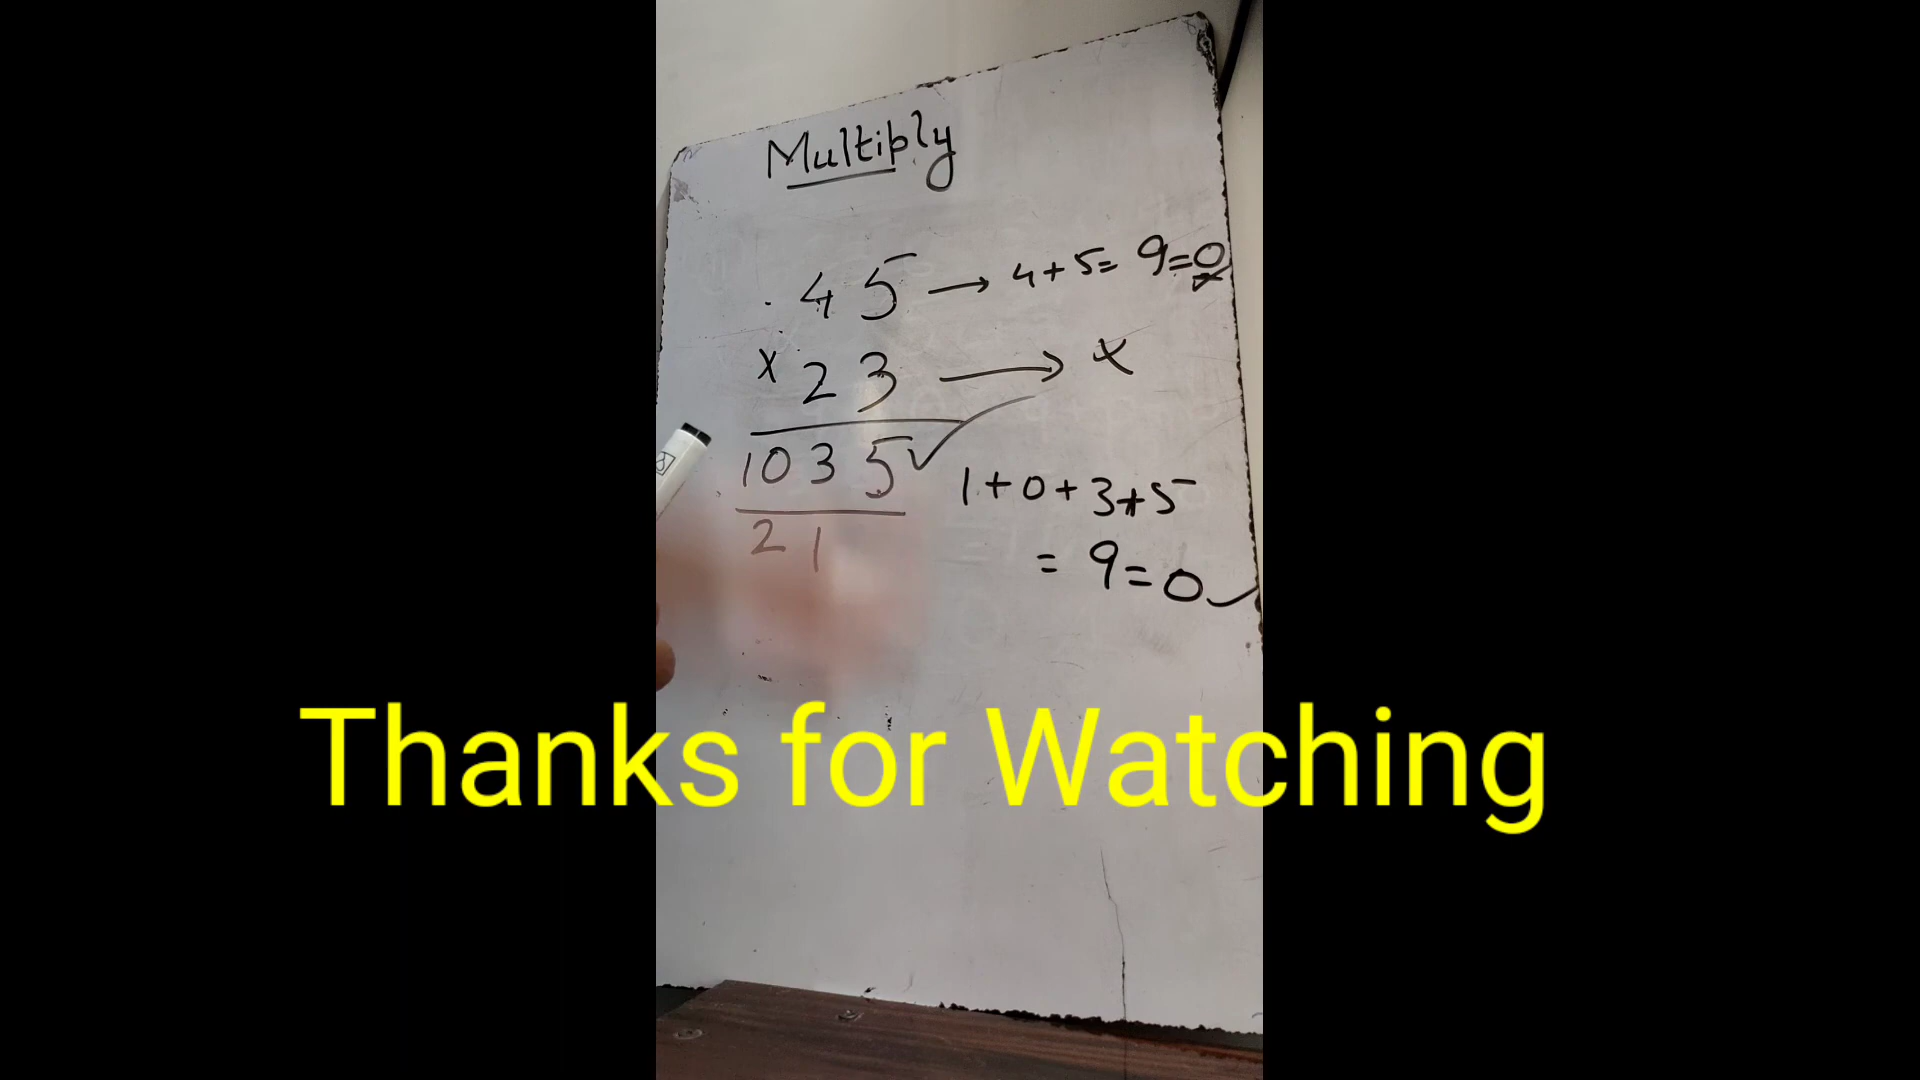 Multiply
45 → 4+5= 9=0
x 23 → x
1035 ✓
1+0+3+5
21
= 9=0
Thanks for Watching